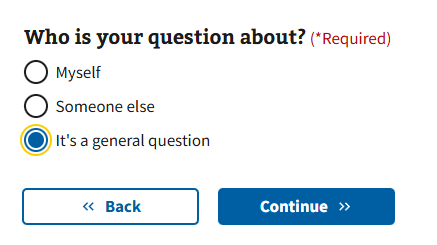 Who is your question about? (*Required)
Myself
Someone else
It's a general question
« Back
Continue »